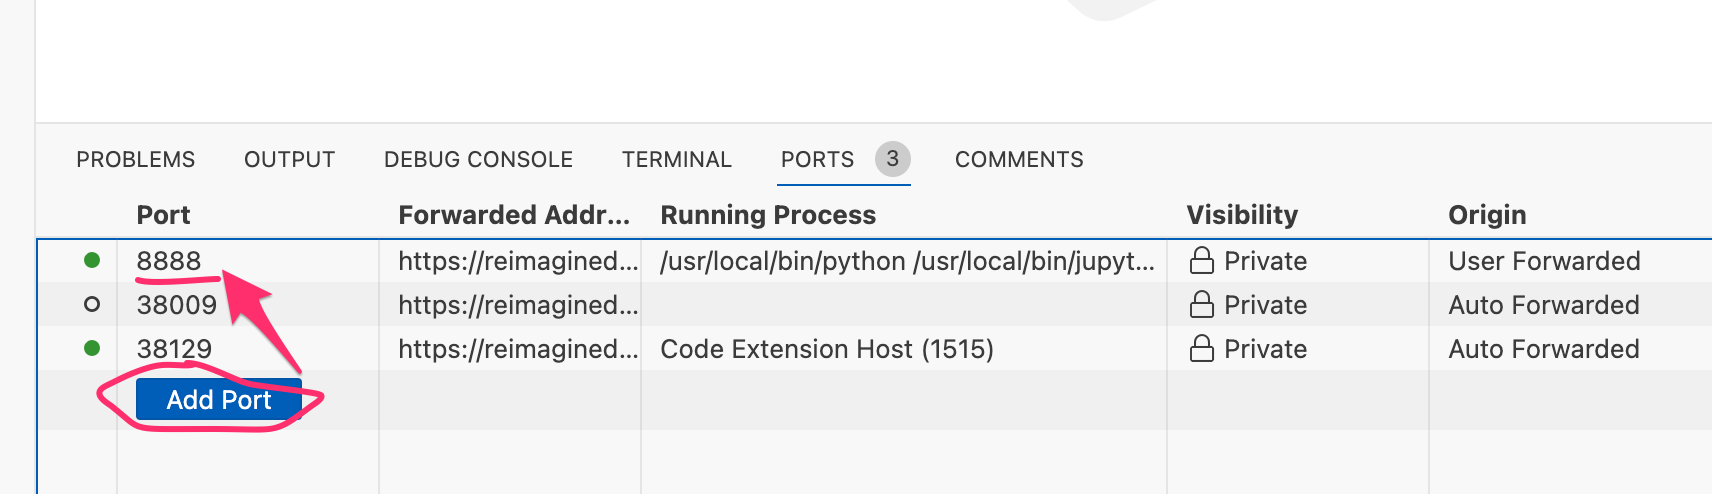 PROBLEMS OUTPUT DEBUG CONSOLE TERMINAL PORTS 3 COMMENTS
Port Forwarded Addr... Running Process Visibility Origin
8888 https://reimagined... /usr/local/bin/python /usr/local/bin/jupyt... Private User Forwarded
38009 https://reimagined... Private Auto Forwarded
38129 https://reimagined... Code Extension Host (1515) Private Auto Forwarded
Add Port